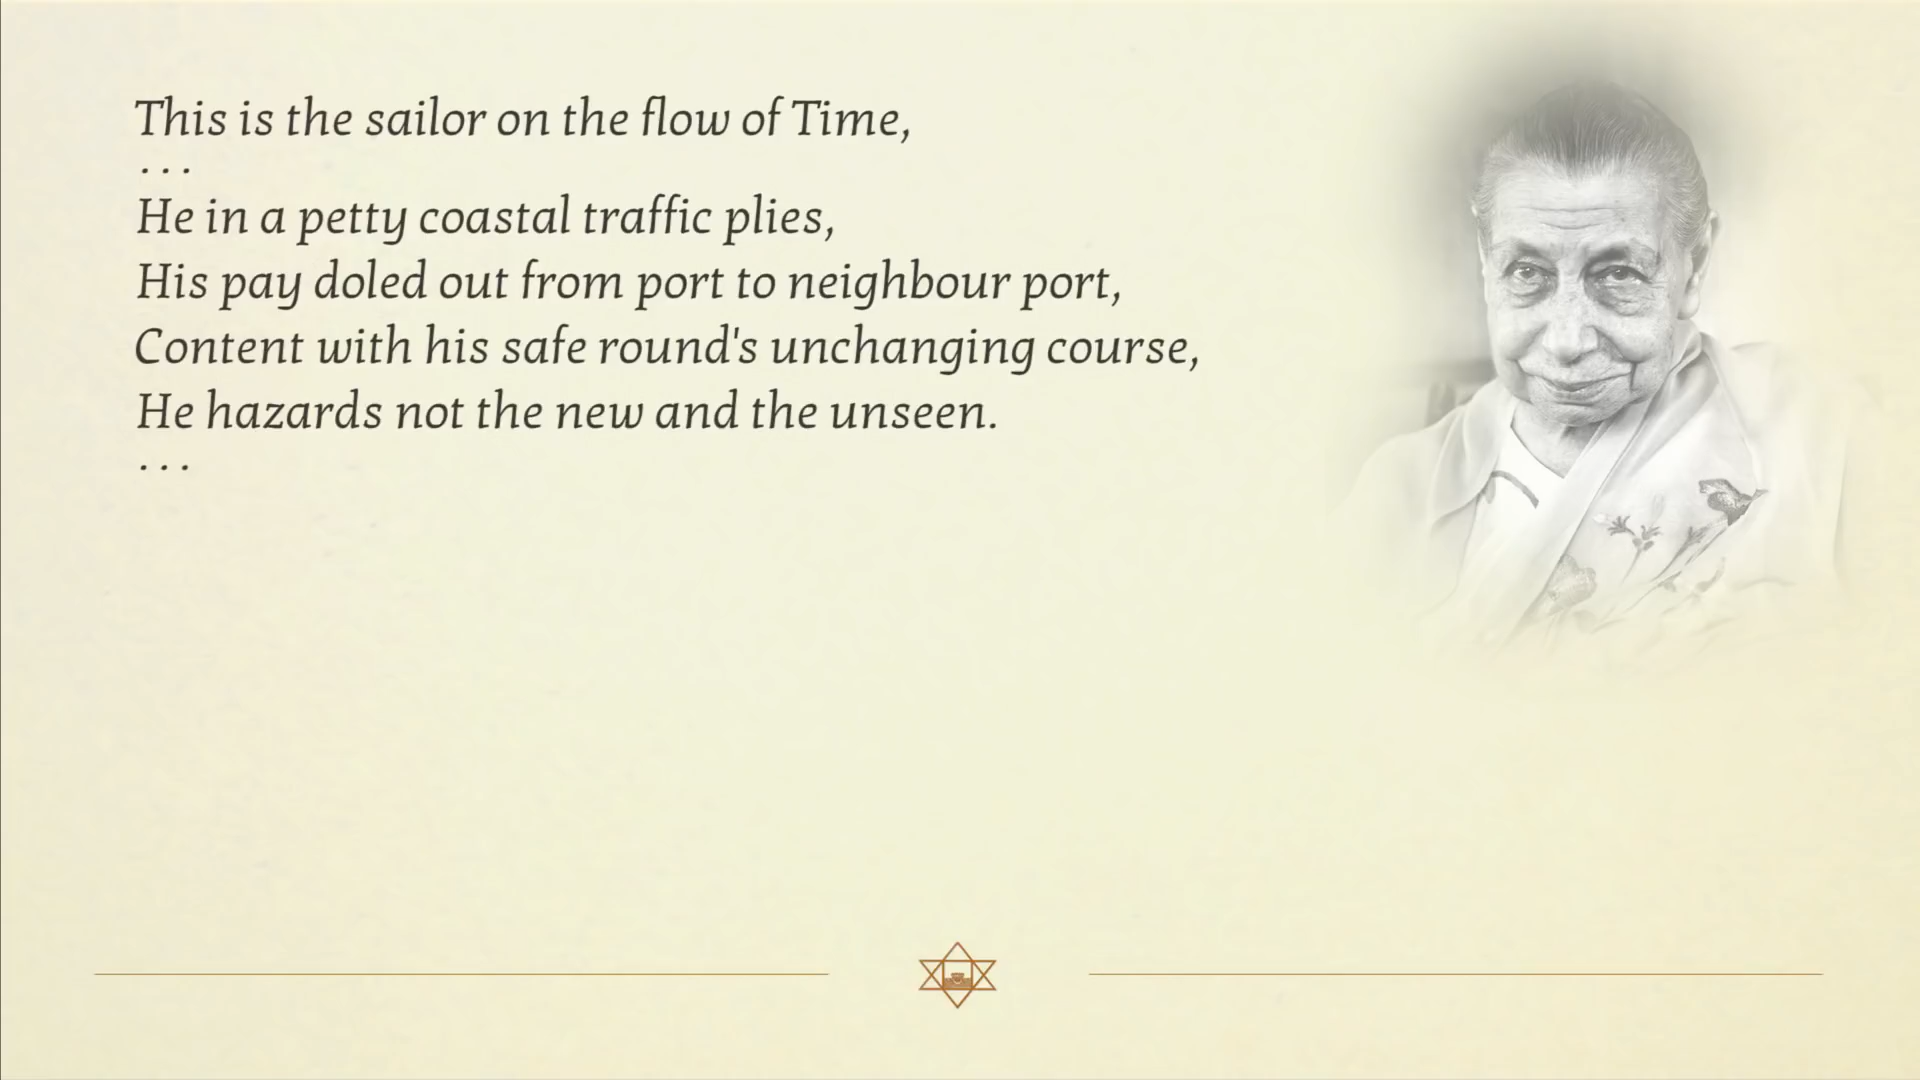 This is the sailor on the flow of Time,
...
He in a petty coastal traffic plies,
His pay doled out from port to neighbour port,
Content with his safe round's unchanging course,
He hazards not the new and the unseen.
...